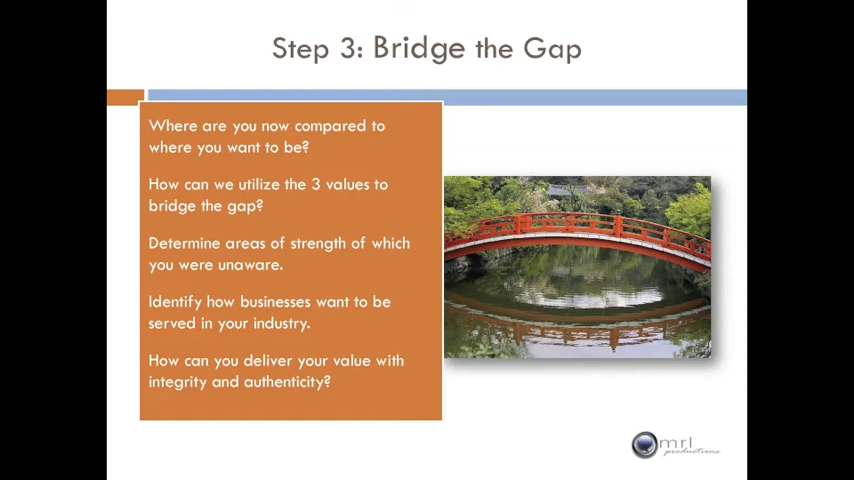 Step 3: Bridge the Gap
Where are you now compared to
where you want to be?
How can we utilize the 3 values to
bridge the gap?
Determine areas of strength of which
you were unaware.
Identify how businesses want to be
served in your industry.
How can you deliver your value with
integrity and authenticity?
mrl
productions